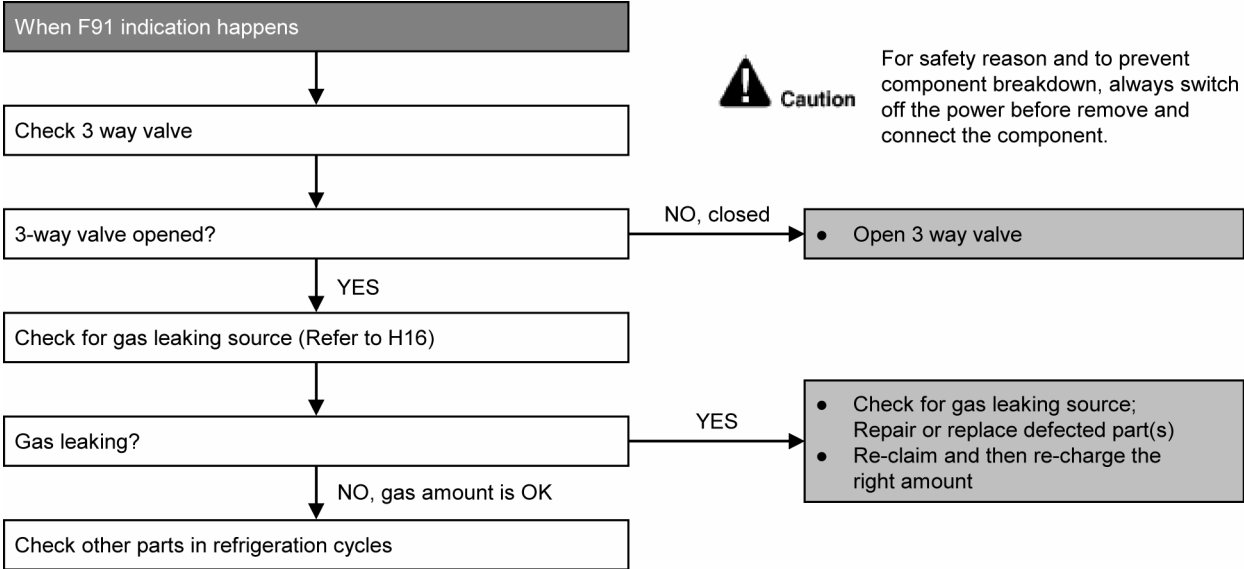 When F91 indication happens
Caution
For safety reason and to prevent
component breakdown, always switch
off the power before remove and
connect the component.
Check 3 way valve
3-way valve opened?
NO, closed
● Open 3 way valve
YES
Check for gas leaking source (Refer to H16)
Gas leaking?
YES
● Check for gas leaking source;
Repair or replace defected part(s)
● Re-claim and then re-charge the
right amount
NO, gas amount is OK
Check other parts in refrigeration cycles